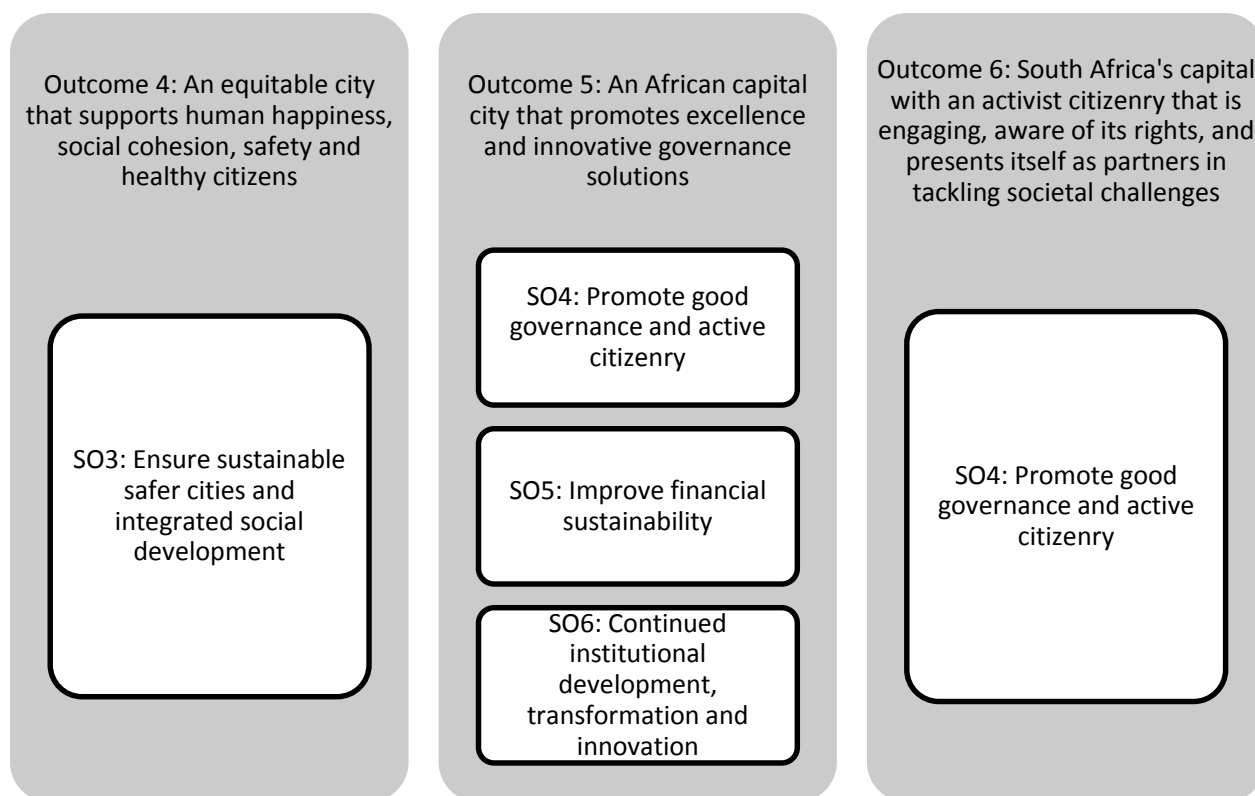 Outcome 4: An equitable city
that supports human happiness,
social cohesion, safety and
healthy citizens
SO3: Ensure sustainable
safer cities and
integrated social
development
Outcome 5: An African capital
city that promotes excellence
and innovative governance
solutions
SO4: Promote good
governance and active
citizenry
SO5: Improve financial
sustainability
SO6: Continued
institutional
development,
transformation and
innovation
Outcome 6: South Africa's capital
with an activist citizenry that is
engaging, aware of its rights, and
presents itself as partners in
tackling societal challenges
SO4: Promote good
governance and active
citizenry